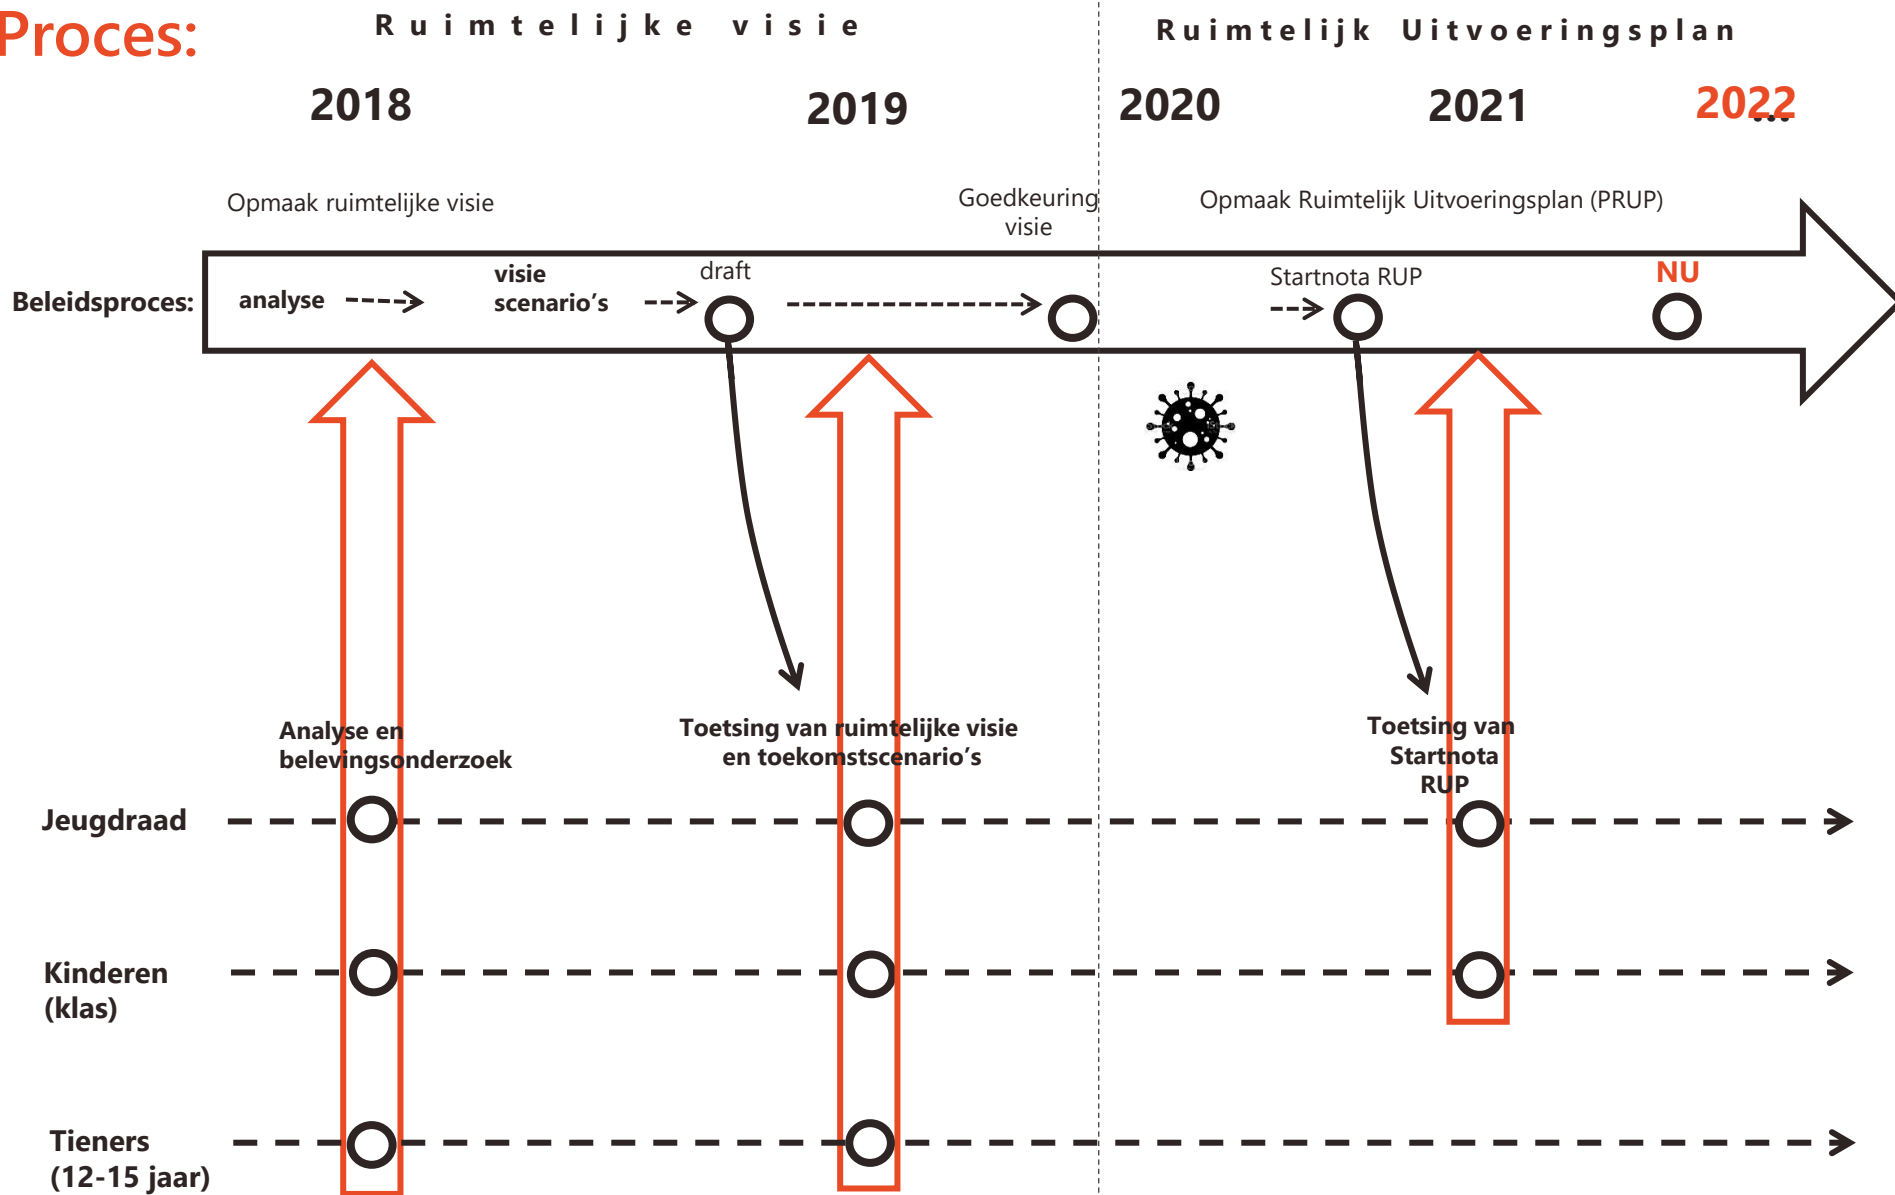 Proces:
Ruimtelijke visie
Ruimtelijk Uitvoeringsplan
2018
2019
2020
2021
2022
...
Opmaak ruimtelijke visie
Goedkeuring
visie
Opmaak Ruimtelijk Uitvoeringsplan (PRUP)
Beleidsproces:
analyse
visie
scenario's
draft
Startnota RUP
NU
Analyse en
belevingsonderzoek
Toetsing van ruimtelijke visie
en toekomstscenario's
Toetsing van
Startnota
RUP
Jeugdraad
Kinderen
(klas)
Tieners
(12-15 jaar)